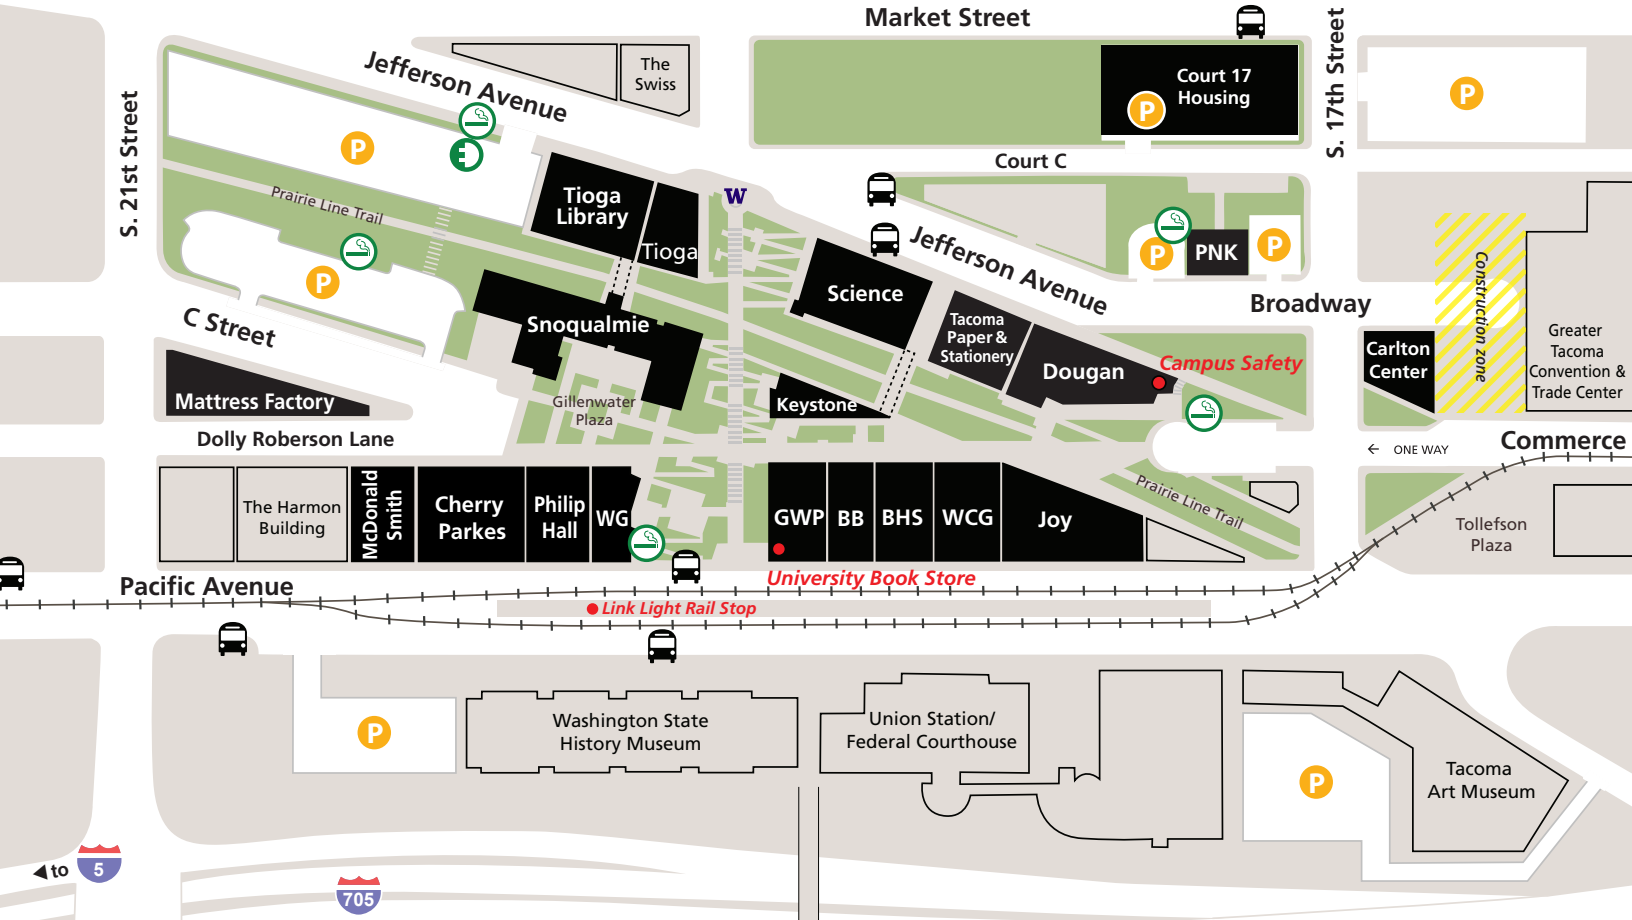 Market Street
S. 17th Street
Jefferson Avenue
The
Swiss
Court 17
Housing
P
P
P
S. 21st Street
Court C
Prairie Line Trail
Tioga
Library
W
Tioga
Jefferson Avenue
P
PNK
P
P
Science
Broadway
Construction zone
C Street
Snoqualmie
Tacoma
Paper &
Stationery
Dougan
Campus Safety
Carlton
Center
Greater
Tacoma
Convention &
Trade Center
Mattress Factory
Gillenwater
Plaza
Keystone
Dolly Roberson Lane
← ONE WAY
Commerce
The Harmon
Building
McDonald
Smith
Cherry
Parkes
Philip
Hall
WG
GWP
BB
BHS
WCG
Joy
Prairie Line Trail
Tollefson
Plaza
Pacific Avenue
University Book Store
Link Light Rail Stop
P
Washington State
History Museum
Union Station/
Federal Courthouse
P
Tacoma
Art Museum
◀ to
5
705